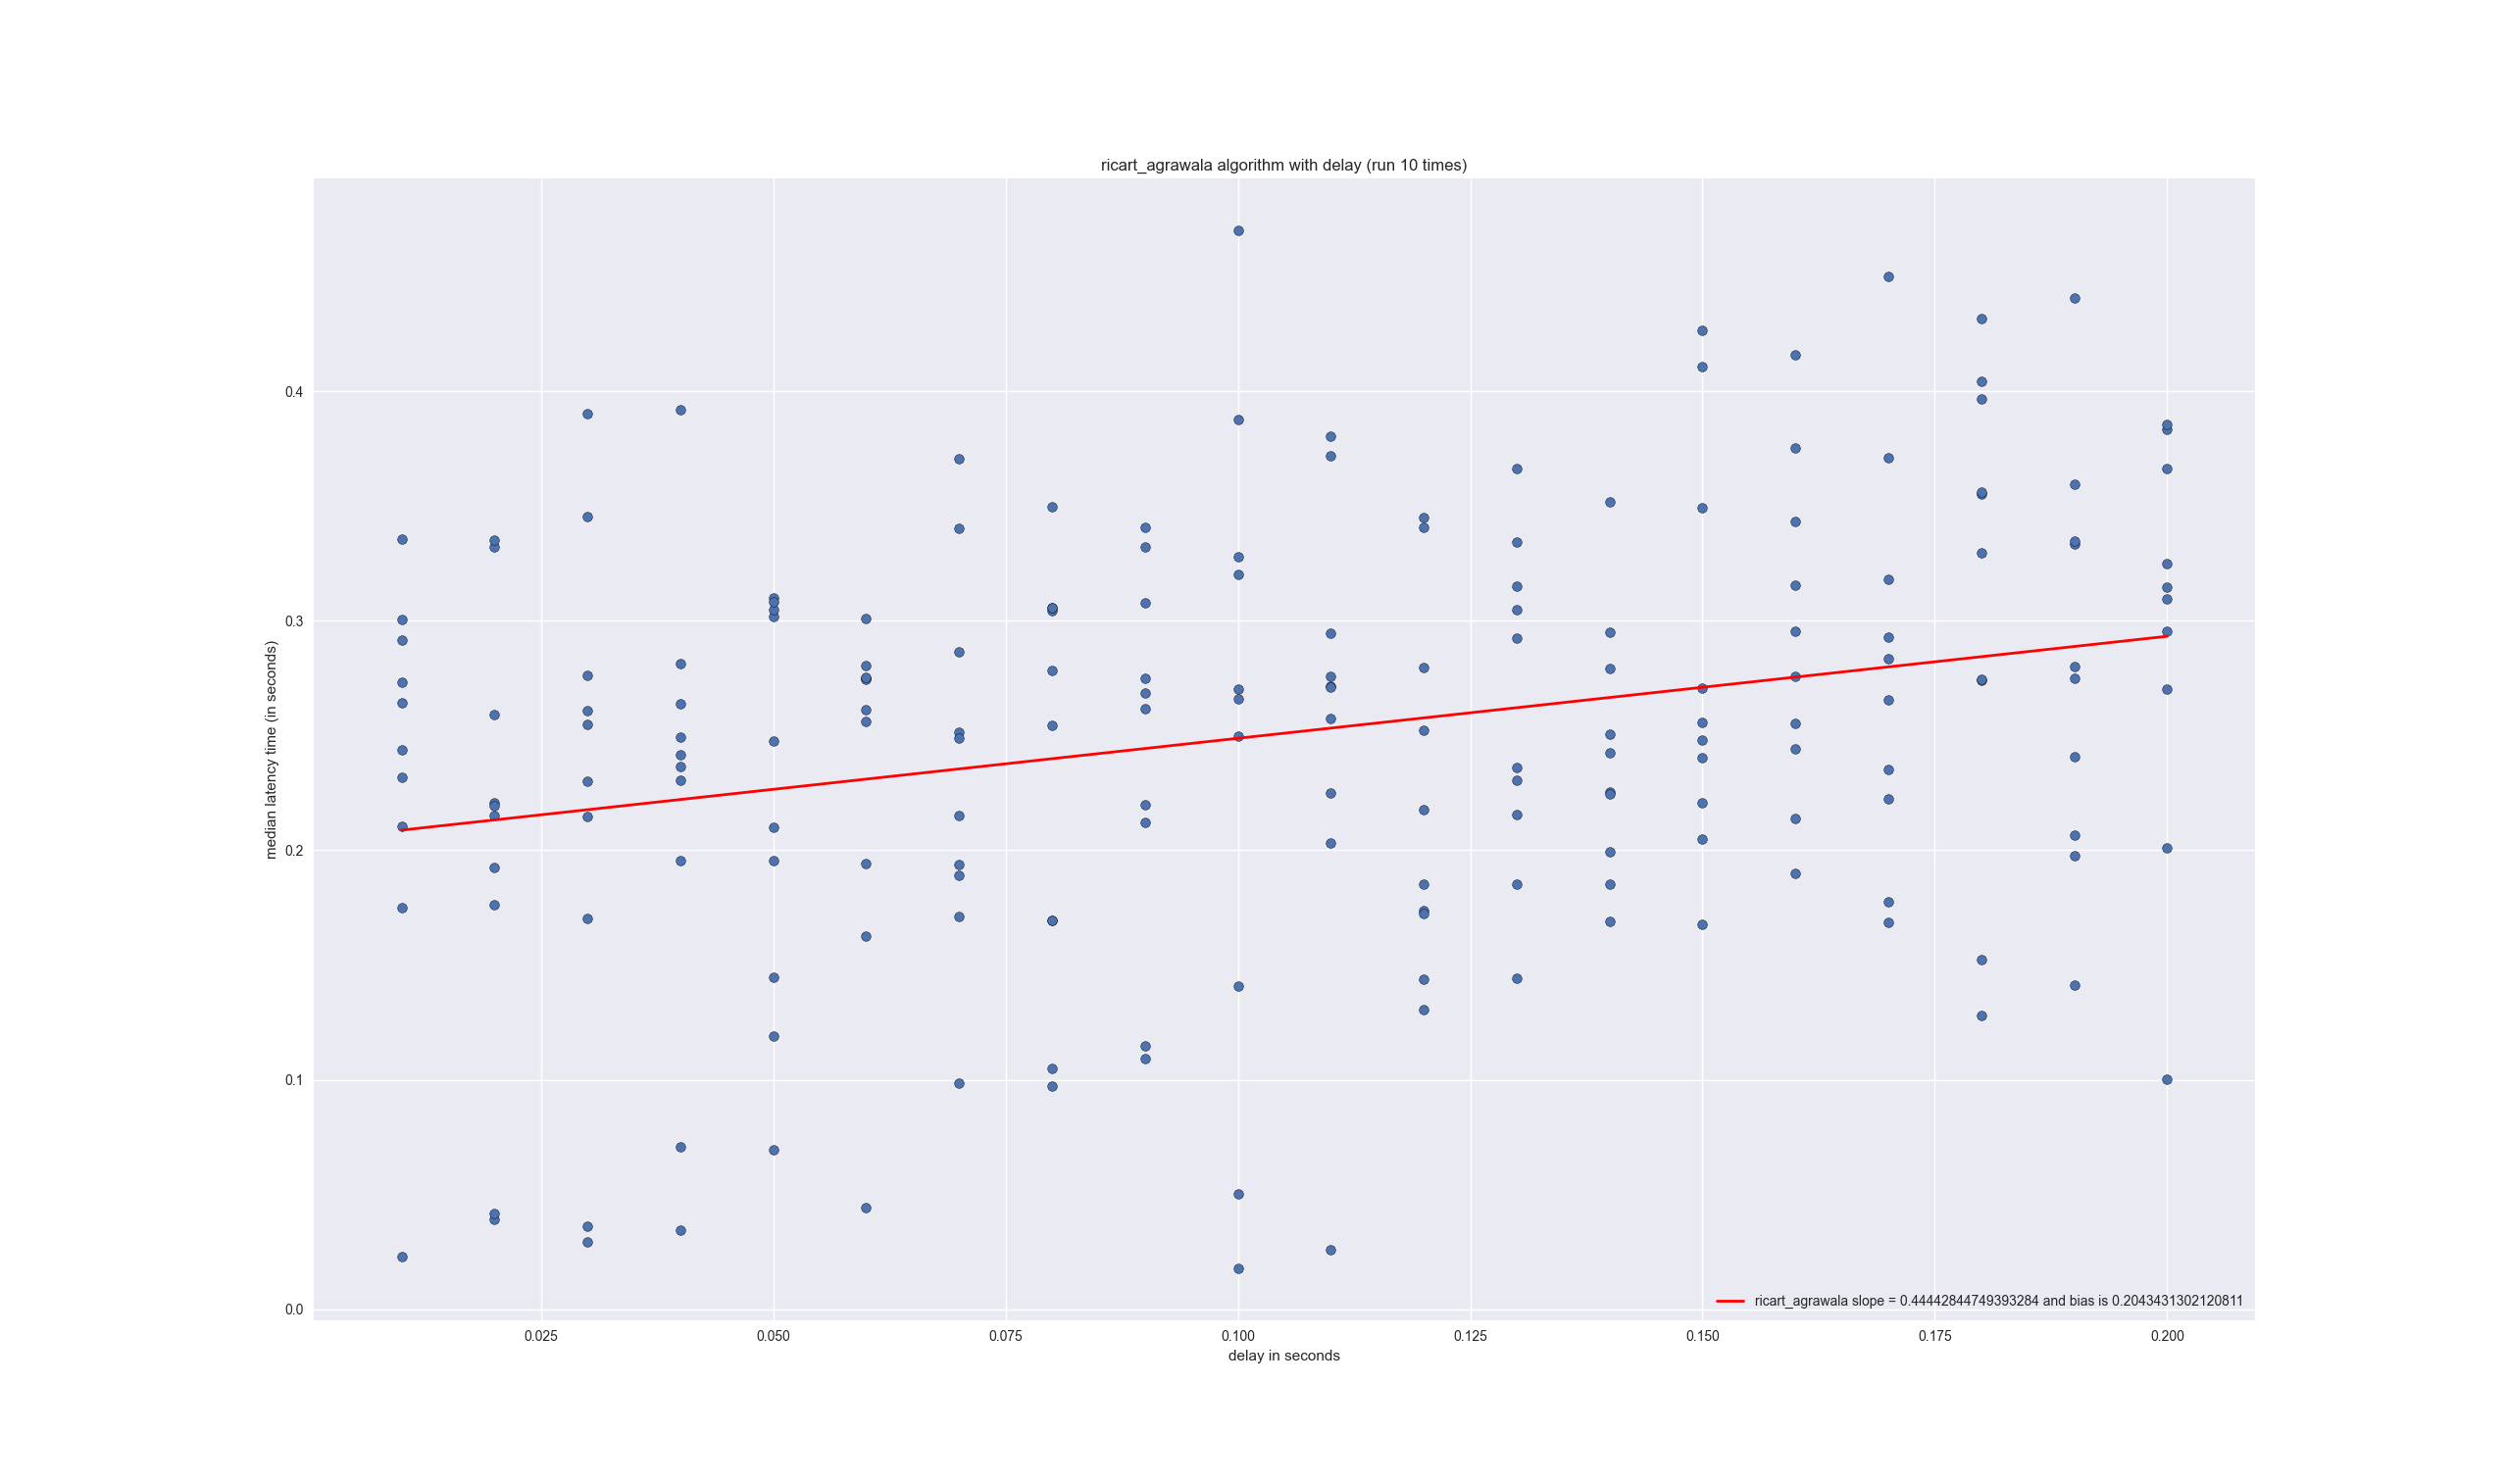 ricart_agrawala algorithm with delay (run 10 times)
median latency time (in seconds)
0.4
0.3
0.2
0.1
0.0
ricart_agrawala slope = 0.44442844749393284 and bias is 0.2043431302120811
0.025 0.050 0.075 0.100 0.125 0.150 0.175 0.200
delay in seconds